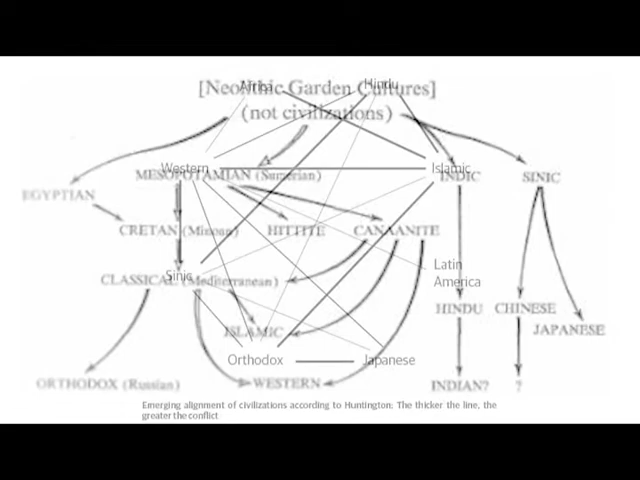 [Neolithic Garden Cultures]
(not civilizations)
Africa
Hindu
Western
Islamic
MESOPOTAMIAN (Sumerian)
INDIC
SINIC
EGYPTIAN
CRETAN (Minoan)
HITTITE
CANAANITE
Sinic
CLASSICAL (Mediterranean)
Latin
America
HINDU
CHINESE
JAPANESE
ISLAMIC
Orthodox
Japanese
ORTHODOX (Russian)
WESTERN
INDIAN?
?
Emerging alignment of civilizations according to Huntington; The thicker the line, the
greater the conflict